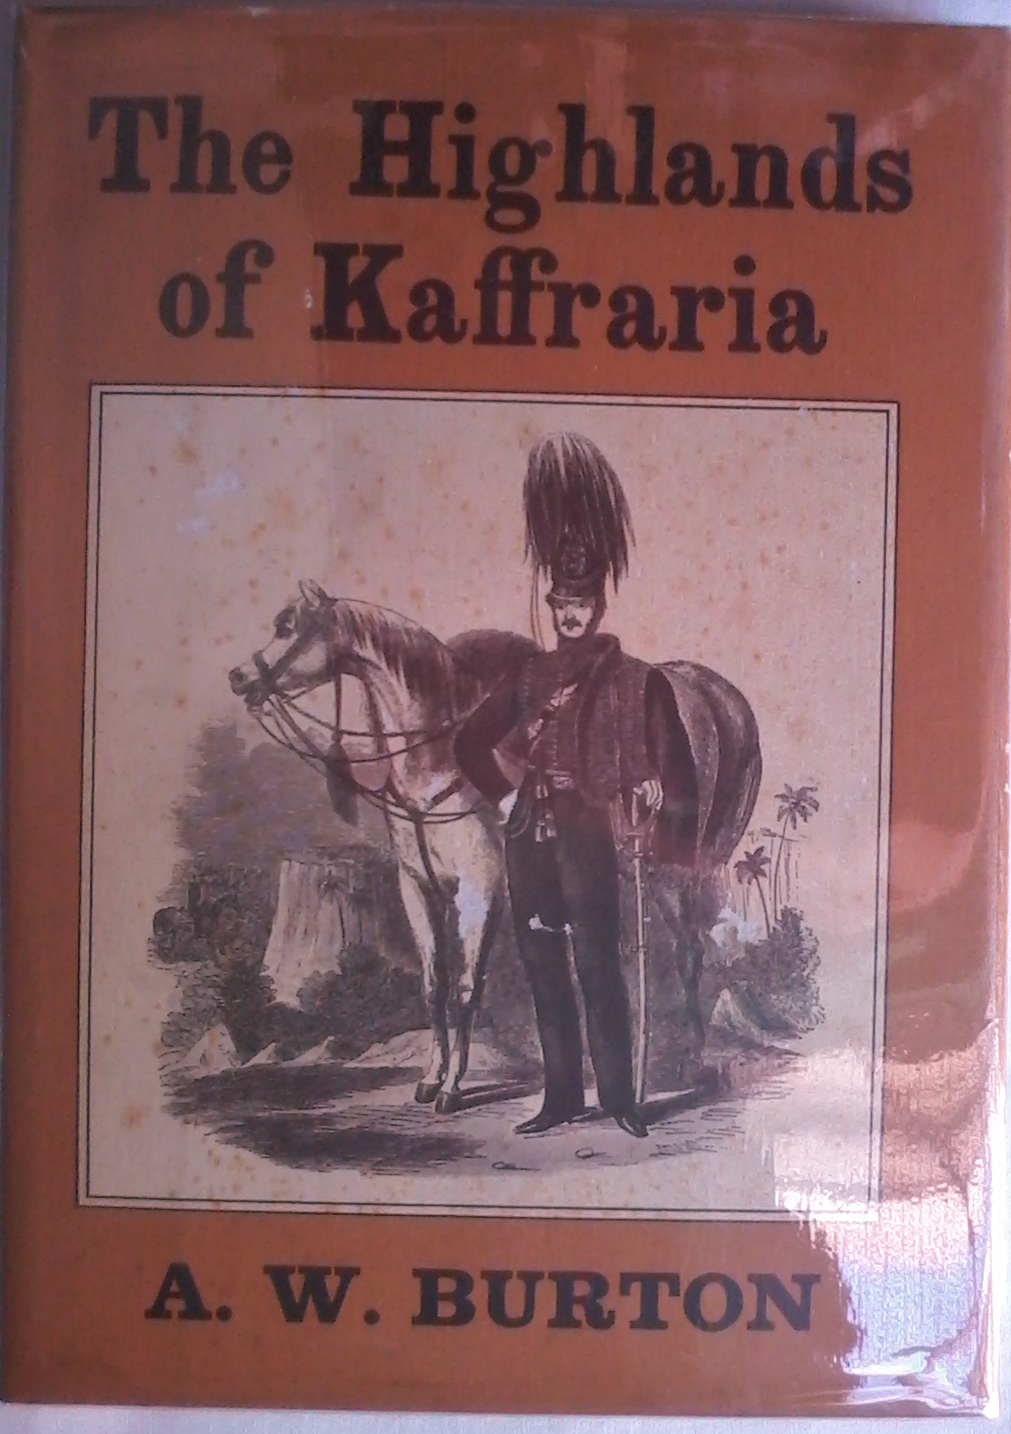 The Highlands
of Kaffraria
A. W. BURTON